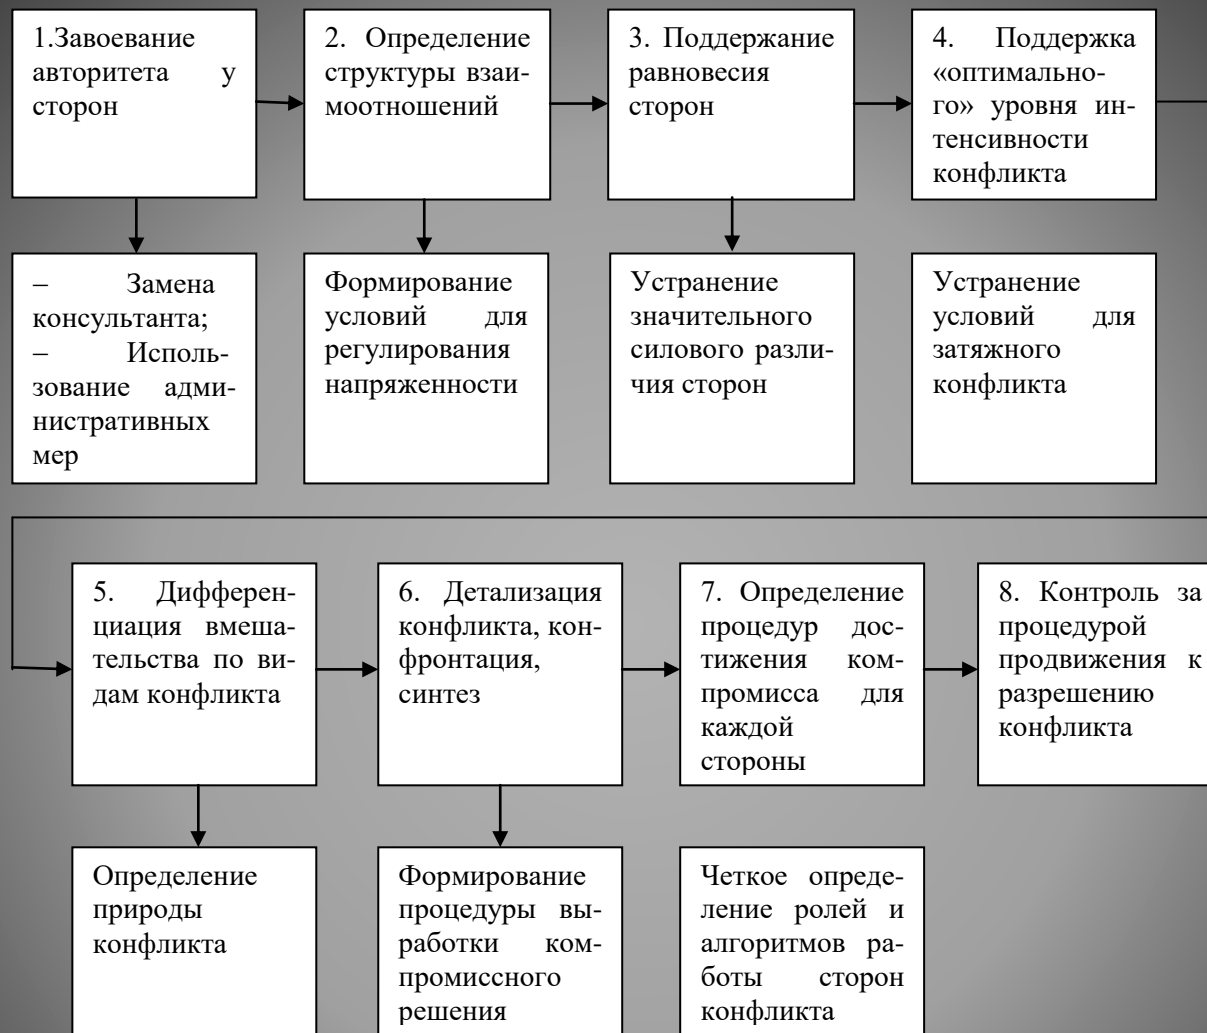 1.Завоевание
авторитета у
сторон
2. Определение
структуры взаи-
моотношений
3. Поддержание
равновесия
сторон
4. Поддержка
«оптимально-
го» уровня ин-
тенсивности
конфликта
– Замена
консультанта;
– Исполь-
зование адми-
нистративных
мер
Формирование
условий для
регулирования
напряженности
Устранение
значительного
силового разли-
чия сторон
Устранение
условий для
затяжного
конфликта
5. Дифферен-
циация вмеша-
тельства по ви-
дам конфликта
6. Детализация
конфликта, кон-
фронтация,
синтез
7. Определение
процедур дос-
тижения ком-
промисса для
каждой
стороны
8. Контроль за
процедурой
продвижения к
разрешению
конфликта
Определение
природы
конфликта
Формирование
процедуры вы-
работки ком-
промиссного
решения
Четкое опреде-
ление ролей и
алгоритмов ра-
боты сторон
конфликта